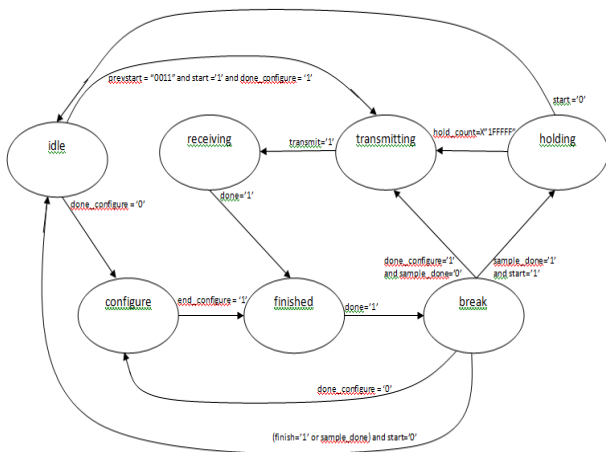 start ='0'
prevstart = "0011" and start ='1' and done_configure = '1'
hold_count=X"1FFFFF"
idle
receiving
transmit='1'
transmitting
holding
done_configure = '0'
done='1'
done_configure='1'
and sample_done='0'
sample_done='1'
and start='1'
configure
end_configure = '1'
finished
done='1'
break
done_configure = '0'
(finish='1' or sample_done) and start='0'